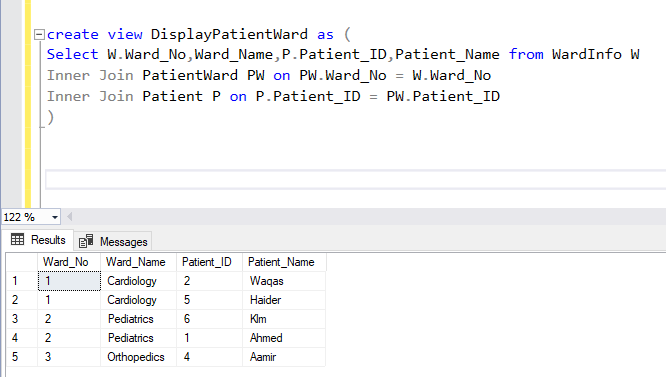 create view DisplayPatientWard as (
Select W.Ward_No,Ward_Name,P.Patient_ID,Patient_Name from WardInfo W
Inner Join PatientWard PW on PW.Ward_No = W.Ward_No
Inner Join Patient P on P.Patient_ID = PW.Patient_ID
)
122 %
Results Messages
Ward_No Ward_Name Patient_ID Patient_Name
1 1 Cardiology 2 Waqas
2 1 Cardiology 5 Haider
3 2 Pediatrics 6 Klm
4 2 Pediatrics 1 Ahmed
5 3 Orthopedics 4 Aamir